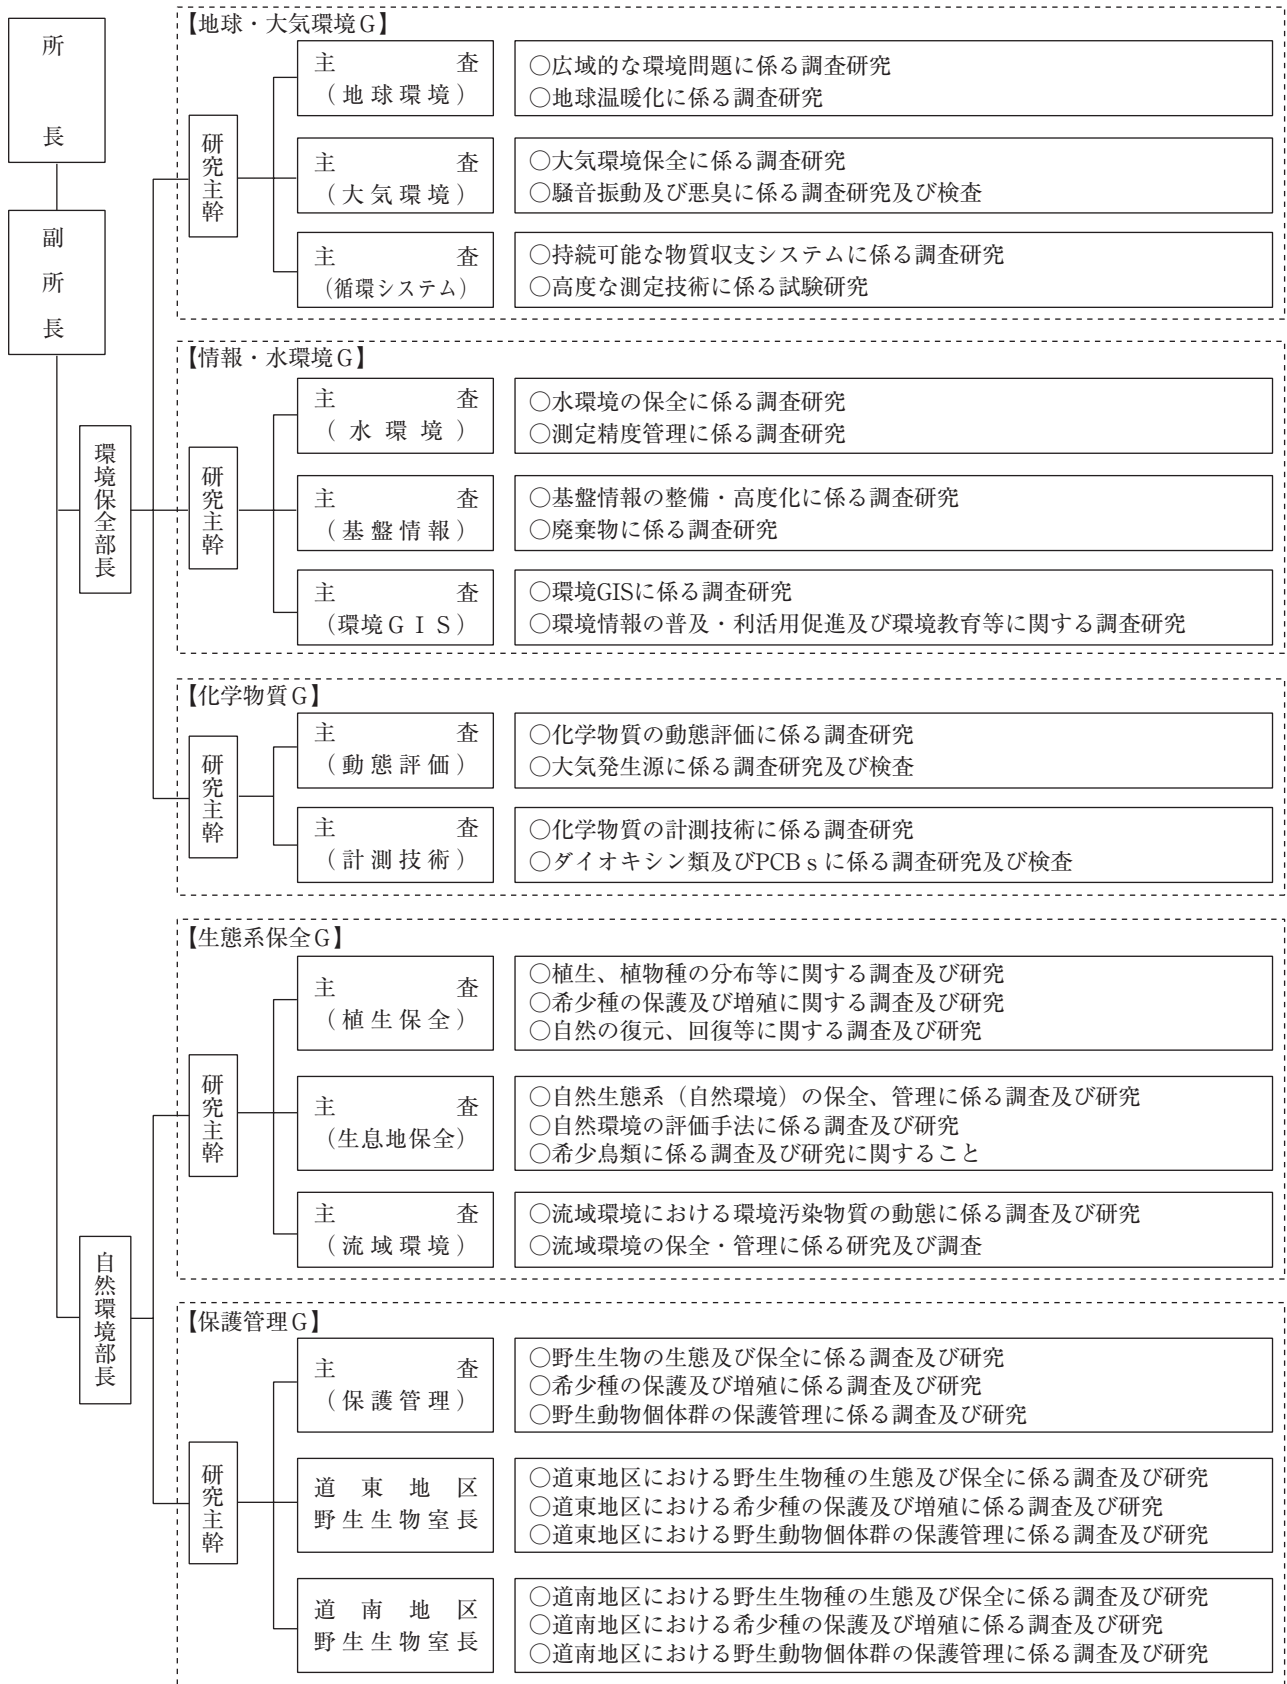 所長
副所長
環境保全部長
【地球・大気環境G】
研究主幹
主査
（地球環境）
○広域的な環境問題に係る調査研究
○地球温暖化に係る調査研究
主査
（大気環境）
○大気環境保全に係る調査研究
○騒音振動及び悪臭に係る調査研究及び検査
主査
（循環システム）
○持続可能な物質収支システムに係る調査研究
○高度な測定技術に係る試験研究
【情報・水環境G】
研究主幹
主査
（水環境）
○水環境の保全に係る調査研究
○測定精度管理に係る調査研究
主査
（基盤情報）
○基盤情報の整備・高度化に係る調査研究
○廃棄物に係る調査研究
主査
（環境GIS）
○環境GISに係る調査研究
○環境情報の普及・利活用促進及び環境教育等に関する調査研究
【化学物質G】
研究主幹
主査
（動態評価）
○化学物質の動態評価に係る調査研究
○大気発生源に係る調査研究及び検査
主査
（計測技術）
○化学物質の計測技術に係る調査研究
○ダイオキシン類及びPCBｓに係る調査研究及び検査
自然環境部長
【生態系保全G】
研究主幹
主査
（植生保全）
○植生、植物種の分布等に関する調査及び研究
○希少種の保護及び増殖に関する調査及び研究
○自然の復元、回復等に関する調査及び研究
主査
（生息地保全）
○自然生態系（自然環境）の保全、管理に係る調査及び研究
○自然環境の評価手法に係る調査及び研究
○希少鳥類に係る調査及び研究に関すること
主査
（流域環境）
○流域環境における環境汚染物質の動態に係る調査及び研究
○流域環境の保全・管理に係る研究及び調査
【保護管理G】
研究主幹
主査
（保護管理）
○野生生物の生態及び保全に係る調査及び研究
○希少種の保護及び増殖に係る調査及び研究
○野生動物個体群の保護管理に係る調査及び研究
道東地区
野生生物室長
○道東地区における野生生物種の生態及び保全に係る調査及び研究
○道東地区における希少種の保護及び増殖に係る調査及び研究
○道東地区における野生動物個体群の保護管理に係る調査及び研究
道南地区
野生生物室長
○道南地区における野生生物種の生態及び保全に係る調査及び研究
○道南地区における希少種の保護及び増殖に係る調査及び研究
○道南地区における野生動物個体群の保護管理に係る調査及び研究